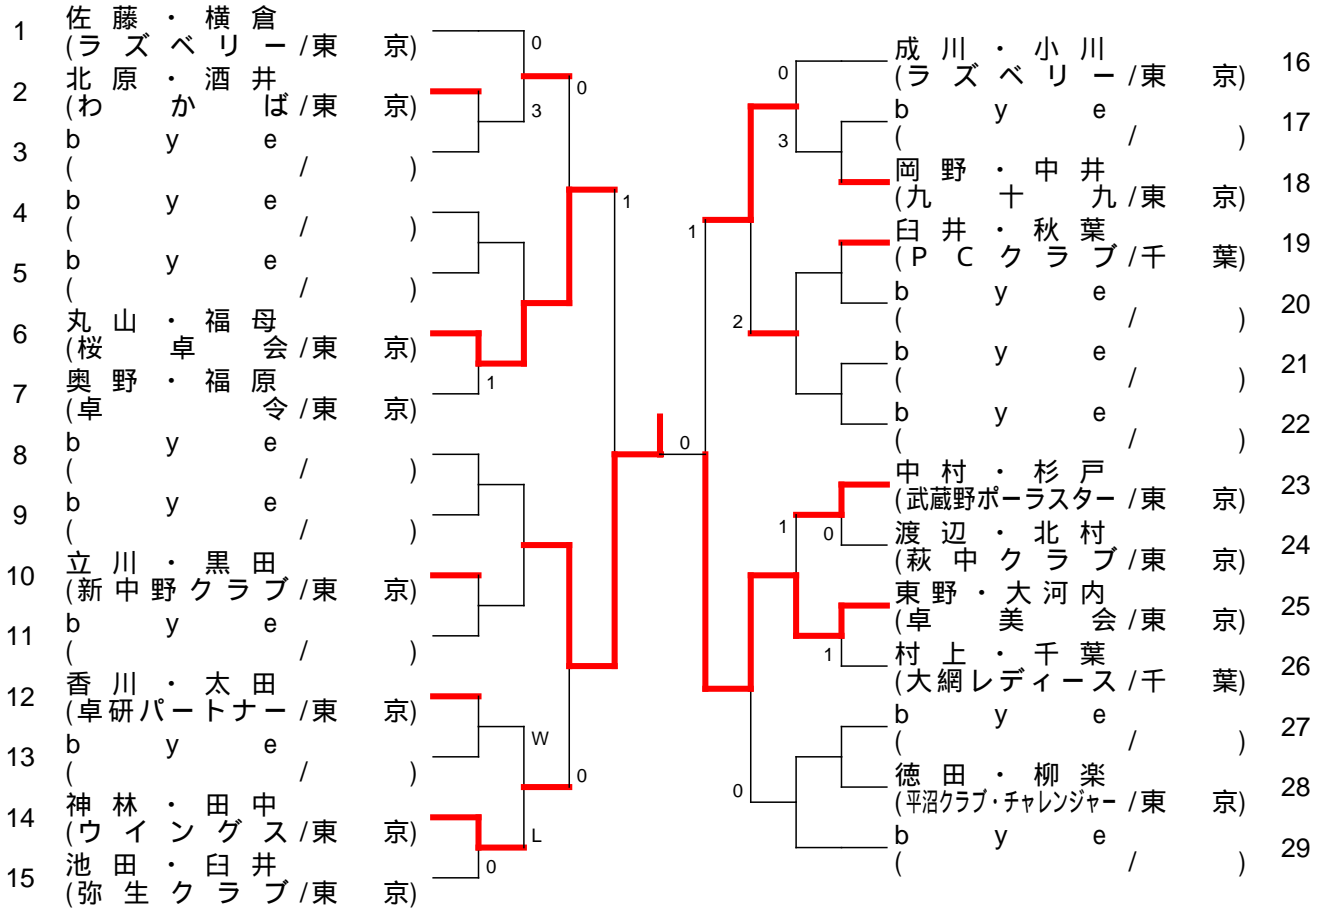 1 佐藤・横倉
(ラズベリー/東京)
2 北原・酒井
(わかば/東京)
3 bye
( / )
4 bye
( / )
5 bye
( / )
6 丸山・福母
(桜卓会/東京)
7 奥野・福原
(卓令/東京)
8 bye
( / )
9 bye
( / )
10 立川・黒田
(新中野クラブ/東京)
11 bye
( / )
12 香川・太田
(卓研パートナー/東京)
13 bye
( / )
14 神林・田中
(ウイングス/東京)
15 池田・臼井
(弥生クラブ/東京)
0
3
0
1
1
W
L
0
0
0
1
0
3
2
1
0
1
0
成川・小川 16
(ラズベリー/東京)
bye 17
( / )
岡野・中井 18
(九十九/東京)
臼井・秋葉 19
(PCクラブ/千葉)
bye 20
( / )
bye 21
( / )
bye 22
( / )
中村・杉戸 23
(武蔵野ポーラスター/東京)
渡辺・北村 24
(萩中クラブ/東京)
東野・大河内 25
(卓美会/東京)
村上・千葉 26
(大網レディース/千葉)
bye 27
( / )
徳田・柳楽 28
(平沼クラブ・チャレンジャー/東京)
bye 29
( / )